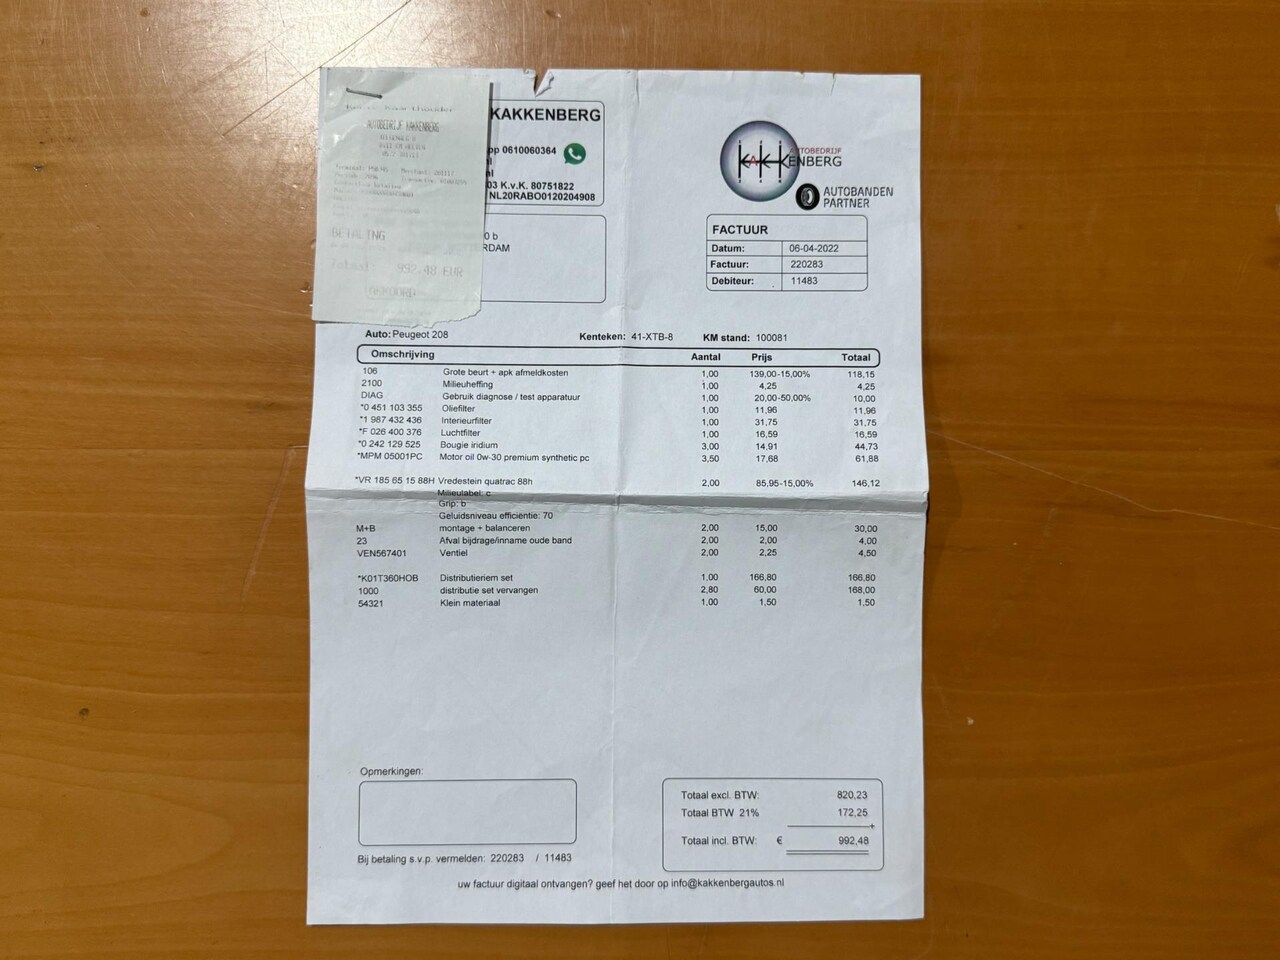 AUTOBEDRIJF KAKKENBERG
BETALING
Totaal: 992,48 EUR
AKKOORD
KAKKENBERG
pp 0610060364
nl
03 K.v.K. 80751822
NL20RABO0120204908
0 b
RDAM
AUTOBEDRIJF
KAKKENBERG
AUTOBANDEN
PARTNER
FACTUUR
Datum: 06-04-2022
Factuur: 220283
Debiteur: 11483
Auto: Peugeot 208 Kenteken: 41-XTB-8 KM stand: 100081
Omschrijving Aantal Prijs Totaal
106 Grote beurt + apk afmeldkosten 1,00 139,00-15,00% 118,15
2100 Milieuheffing 1,00 4,25 4,25
DIAG Gebruik diagnose / test apparatuur 1,00 20,00-50.00% 10,00
*0 451 103 355 Oliefilter 1,00 11,96 11,96
*1 987 432 436 Interieurfilter 1,00 31,75 31,75
*F 026 400 376 Luchtfilter 1,00 16,59 16,59
*0 242 129 525 Bougie iridium 3,00 14,91 44,73
*MPM 05001PC Motor oil 0w-30 premium synthetic pc 3,50 17,68 61,88
*VR 185 65 15 88H Vredestein quatrac 88h 2,00 85,95-15,00% 146,12
Milieulabel: c
Grip: b
Geluidsniveau efficientie: 70
M+B montage + balanceren 2,00 15,00 30,00
23 Afval bijdrage/inname oude band 2,00 2,00 4,00
VEN567401 Ventiel 2,00 2,25 4,50
*K01T360HOB Distributieriem set 1,00 166,80 166,80
1000 distributie set vervangen 2,80 60,00 168,00
54321 Klein materiaal 1,00 1,50 1,50
Opmerkingen:
Totaal excl. BTW: 820,23
Totaal BTW 21% 172,25
+
Totaal incl. BTW: € 992,48
Bij betaling s.v.p. vermelden: 220283 / 11483
uw factuur digitaal ontvangen? geef het door op info@kakkenbergautos.nl